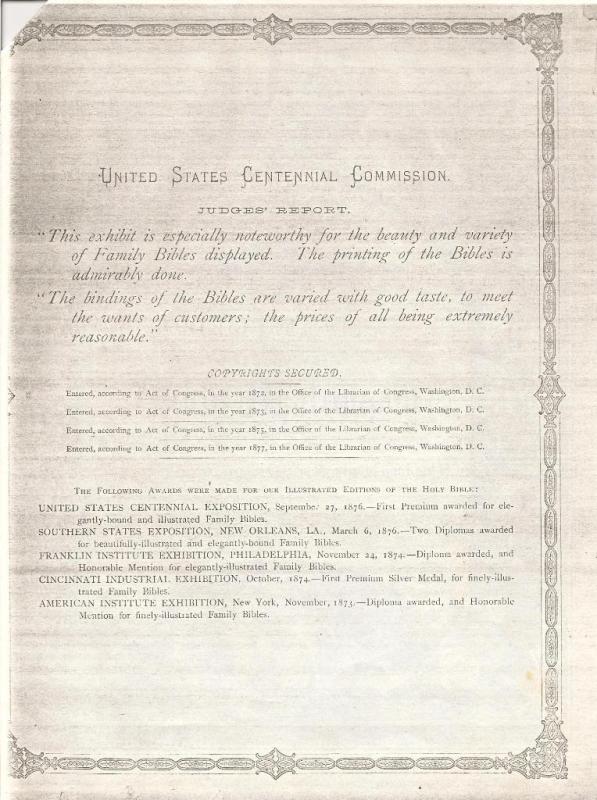 UNITED STATES CENTENNIAL COMMISSION.
JUDGES' REPORT.
"This exhibit is especially noteworthy for the beauty and variety
of Family Bibles displayed. The printing of the Bibles is
admirably done.
"The bindings of the Bibles are varied with good taste, to meet
the wants of customers; the prices of all being extremely
reasonable."
COPYRIGHTS SECURED.
Entered, according to Act of Congress, in the year 1872, in the Office of the Librarian of Congress, Washington, D. C.
Entered, according to Act of Congress, in the year 1873, in the Office of the Librarian of Congress, Washington, D. C.
Entered, according to Act of Congress, in the year 1875, in the Office of the Librarian of Congress, Washington, D. C.
Entered, according to Act of Congress, in the year 1877, in the Office of the Librarian of Congress, Washington, D. C.
THE FOLLOWING AWARDS WERE MADE FOR OUR ILLUSTRATED EDITIONS OF THE HOLY BIBLE:
UNITED STATES CENTENNIAL EXPOSITION, September 27, 1876.—First Premium awarded for ele-
gantly-bound and illustrated Family Bibles.
SOUTHERN STATES EXPOSITION, NEW ORLEANS, LA., March 6, 1876.—Two Diplomas awarded
for beautifully-illustrated and elegantly-bound Family Bibles.
FRANKLIN INSTITUTE EXHIBITION, PHILADELPHIA, November 24, 1874.—Diploma awarded, and
Honorable Mention for elegantly-illustrated Family Bibles.
CINCINNATI INDUSTRIAL EXHIBITION, October, 1874.—First Premium Silver Medal, for finely-illus-
trated Family Bibles.
AMERICAN INSTITUTE EXHIBITION, New York, November, 1873.—Diploma awarded, and Honorable
Mention for finely-illustrated Family Bibles.